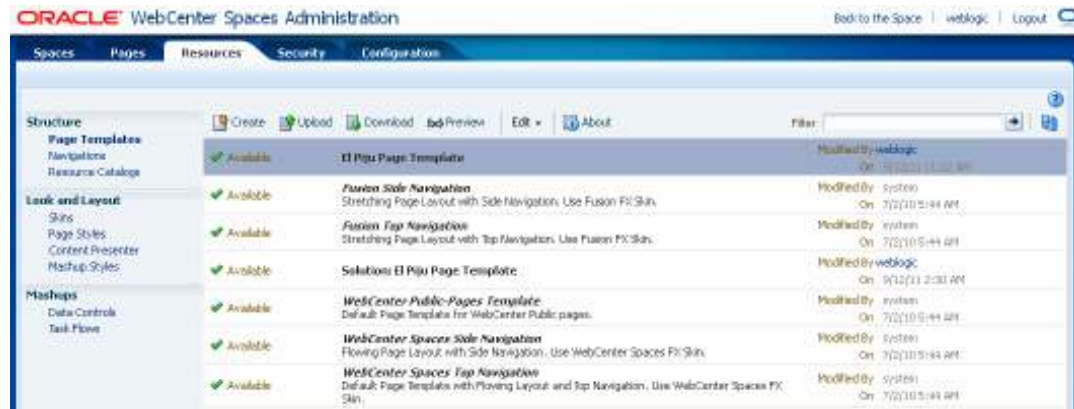 ORACLE WebCenter Spaces Administration
Back to the Space | weblogic | Logout
Spaces Pages Resources Security Configuration
Structure
Page Templates
Navigations
Resource Catalogs
Look and Layout
Skins
Page Styles
Content Presenter
Mashup Styles
Mashups
Data Controls
Task Flows
Create Upload Download Preview Edit About
Filter
Available El Piju Page Template Modified By weblogic
On
Available Fusion Side Navigation Modified By system
Stretching Page Layout with Side Navigation. Use Fusion FX Skin. On 7/2/10 5:44 AM
Available Fusion Top Navigation Modified By system
Stretching Page Layout with Top Navigation. Use Fusion FX Skin. On 7/2/10 5:44 AM
Available Solution: El Piju Page Template Modified By weblogic
On 9/12/11 2:30 AM
Available WebCenter Public-Pages Template Modified By system
Default Page Template for WebCenter Public pages. On 7/2/10 5:44 AM
Available WebCenter Spaces Side Navigation Modified By system
Flowing Page Layout with Side Navigation. Use WebCenter Spaces FX Skin. On 7/2/10 5:44 AM
Available WebCenter Spaces Top Navigation Modified By system
Default Page Template with Flowing Layout and Top Navigation. Use WebCenter Spaces FX Skin. On 7/2/10 5:44 AM